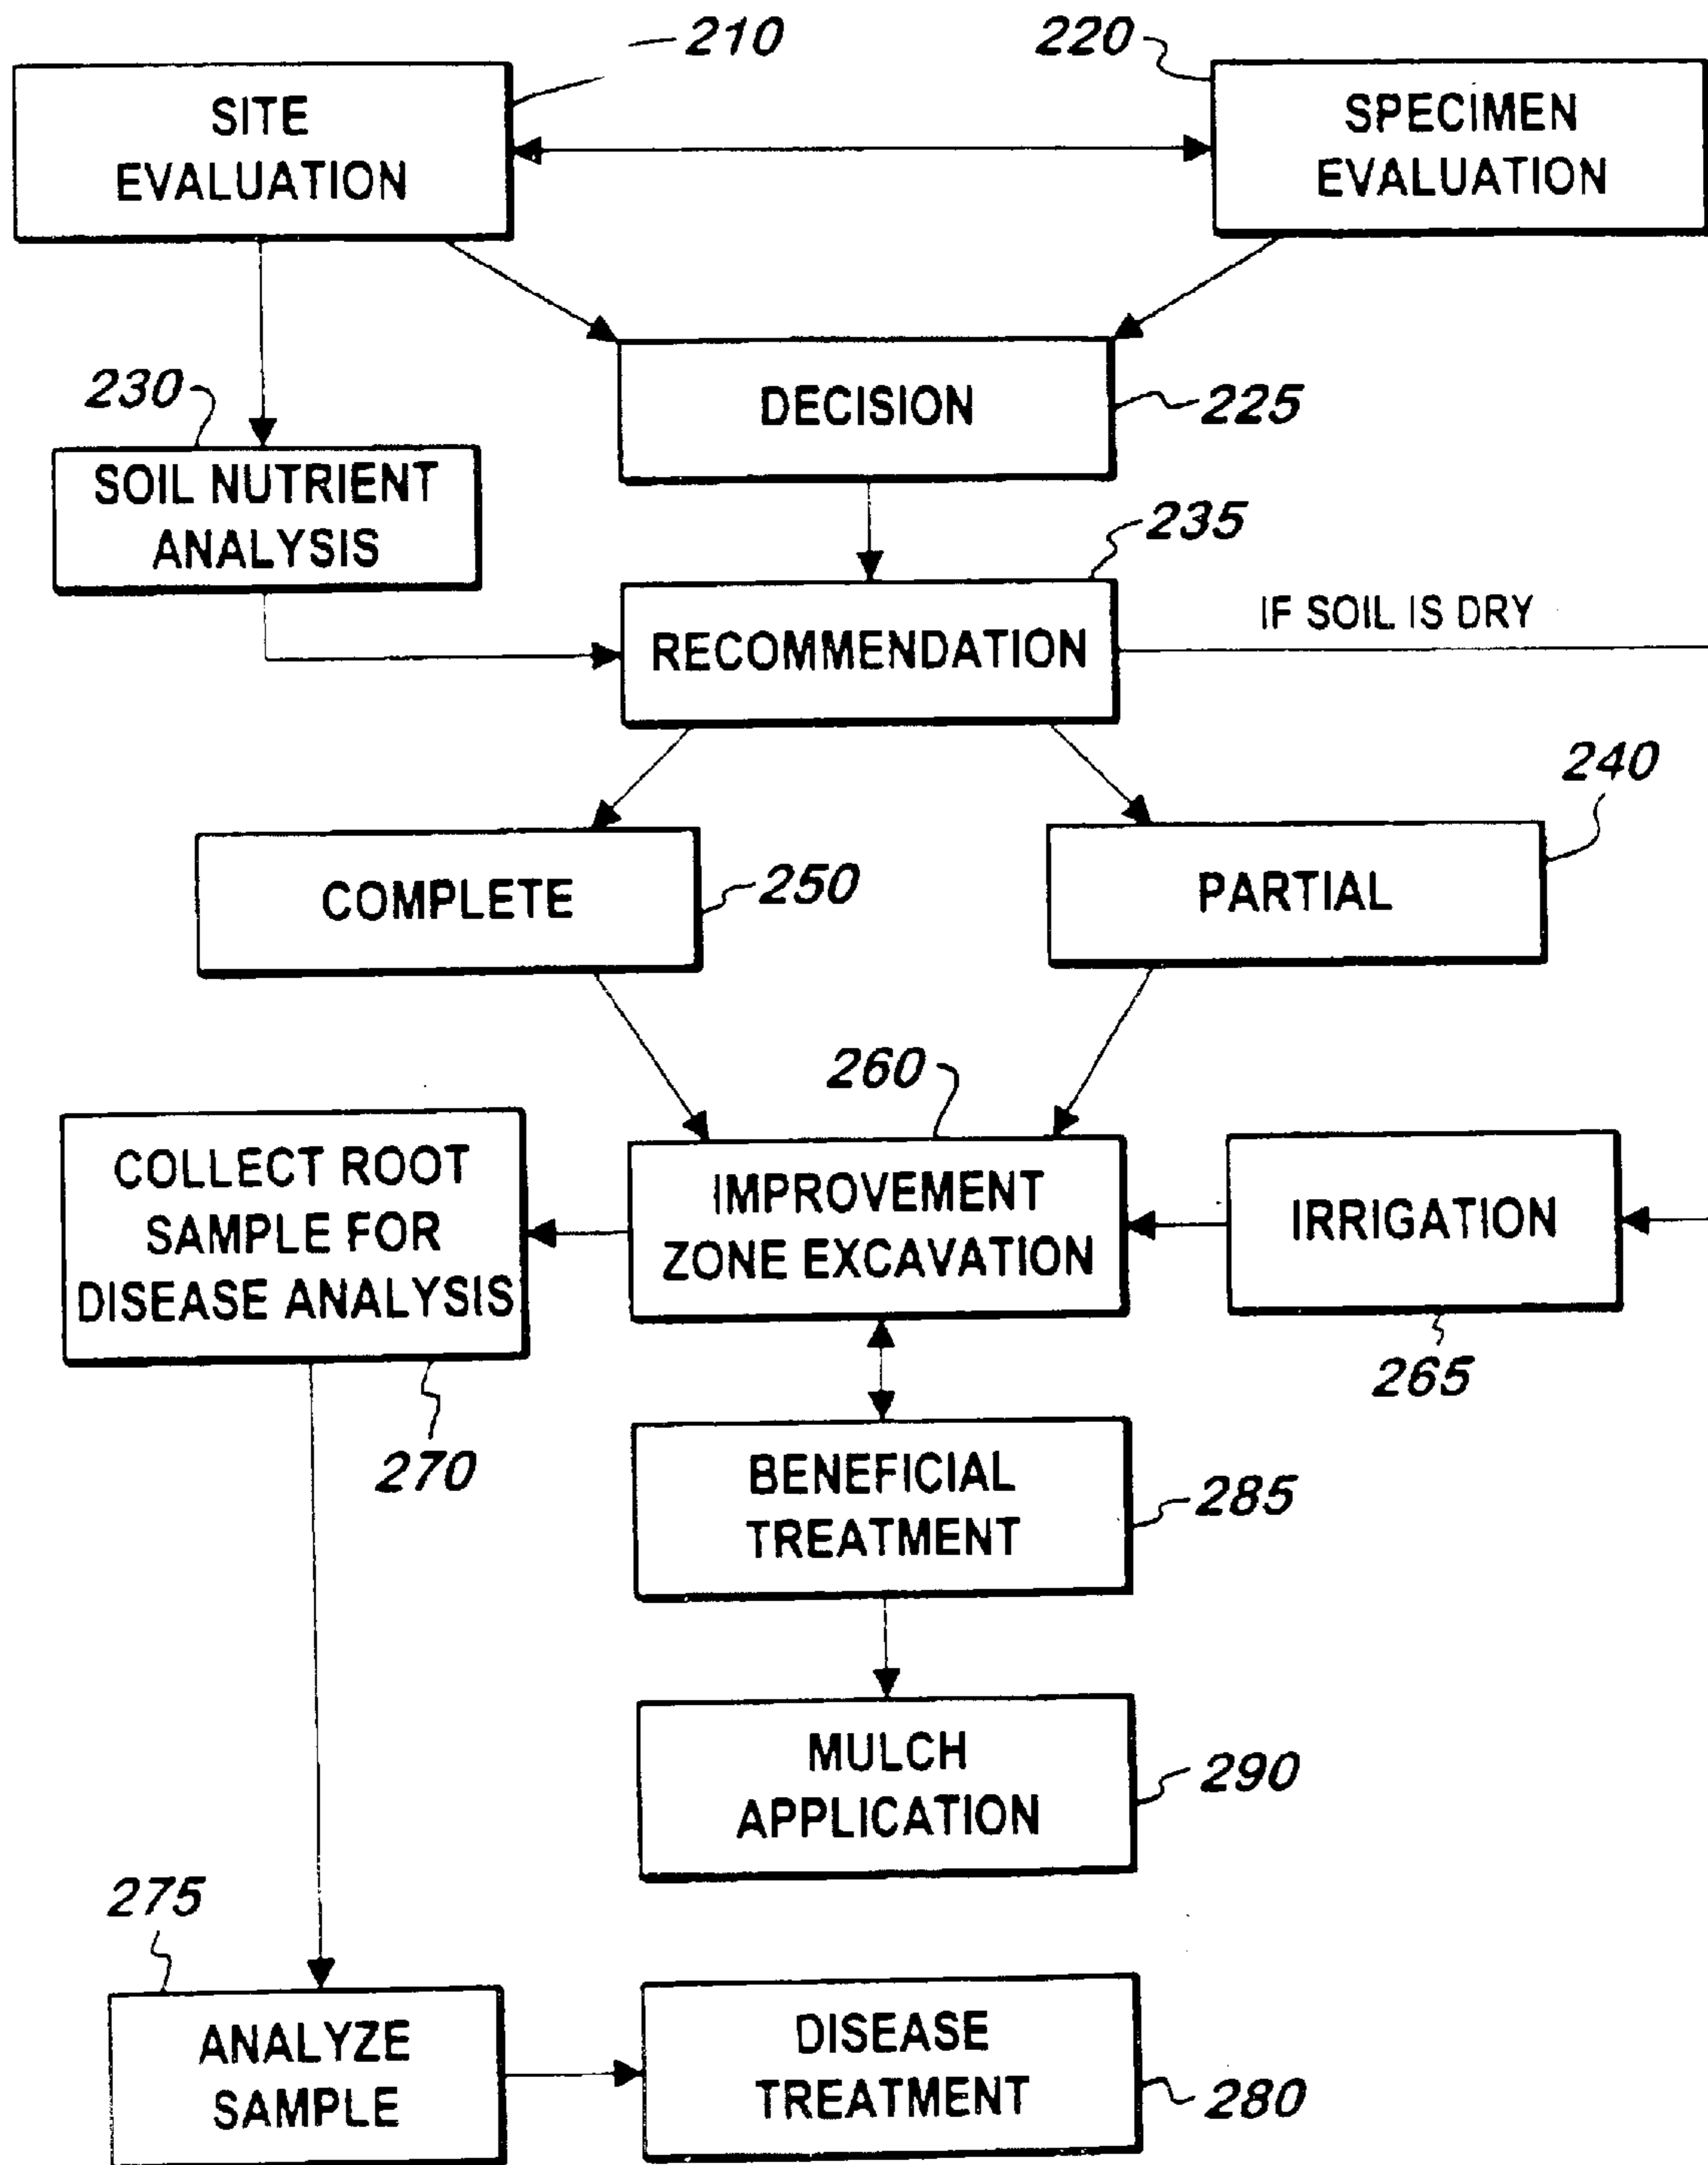 210
220
SITE
EVALUATION
SPECIMEN
EVALUATION
230
DECISION
225
SOIL NUTRIENT
ANALYSIS
235
RECOMMENDATION
IF SOIL IS DRY
240
COMPLETE
250
PARTIAL
260
COLLECT ROOT
SAMPLE FOR
DISEASE ANALYSIS
IMPROVEMENT
ZONE EXCAVATION
IRRIGATION
265
270
BENEFICIAL
TREATMENT
285
MULCH
APPLICATION
290
275
ANALYZE
SAMPLE
DISEASE
TREATMENT
280